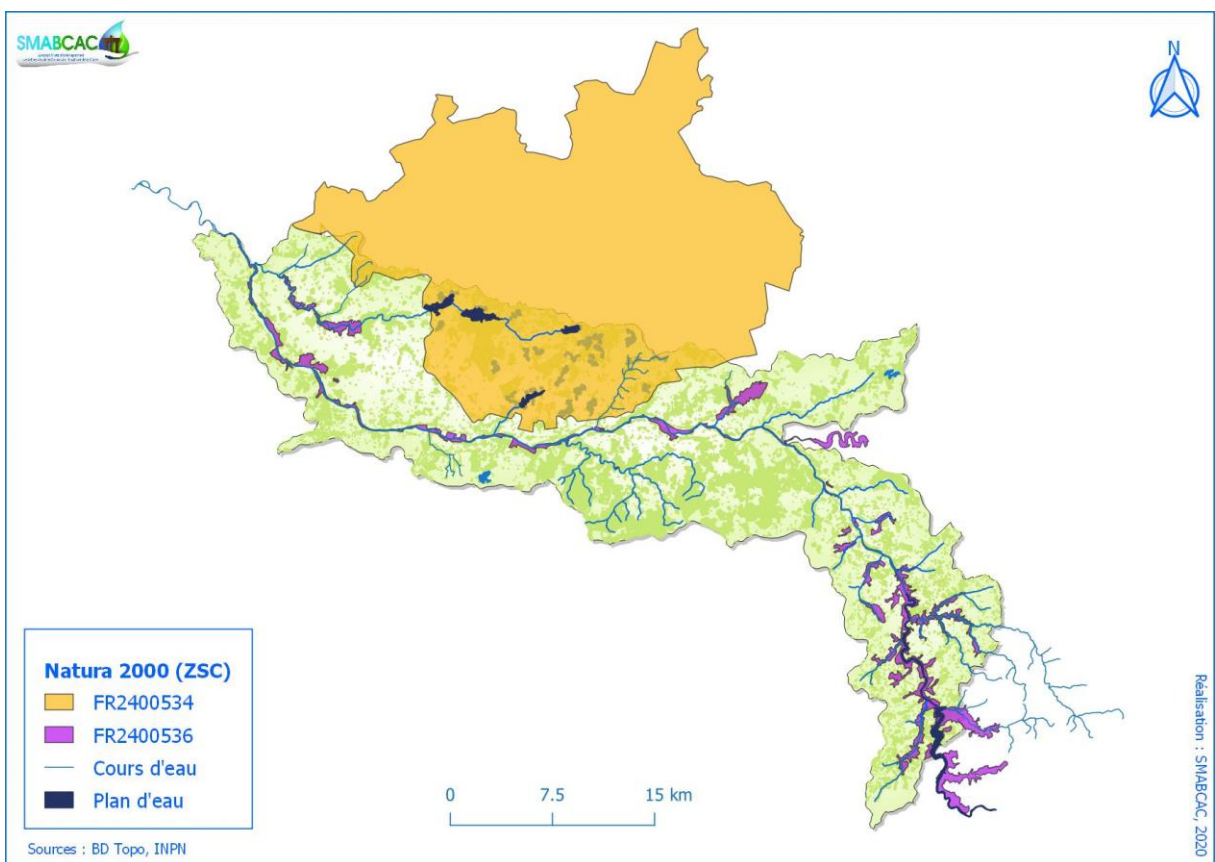 SMABCAC
N
Natura 2000 (ZSC)
FR2400534
FR2400536
Cours d'eau
Plan d'eau
0 7.5 15 km
Sources : BD Topo, INPN
Réalisation : SMABCAC, 2020